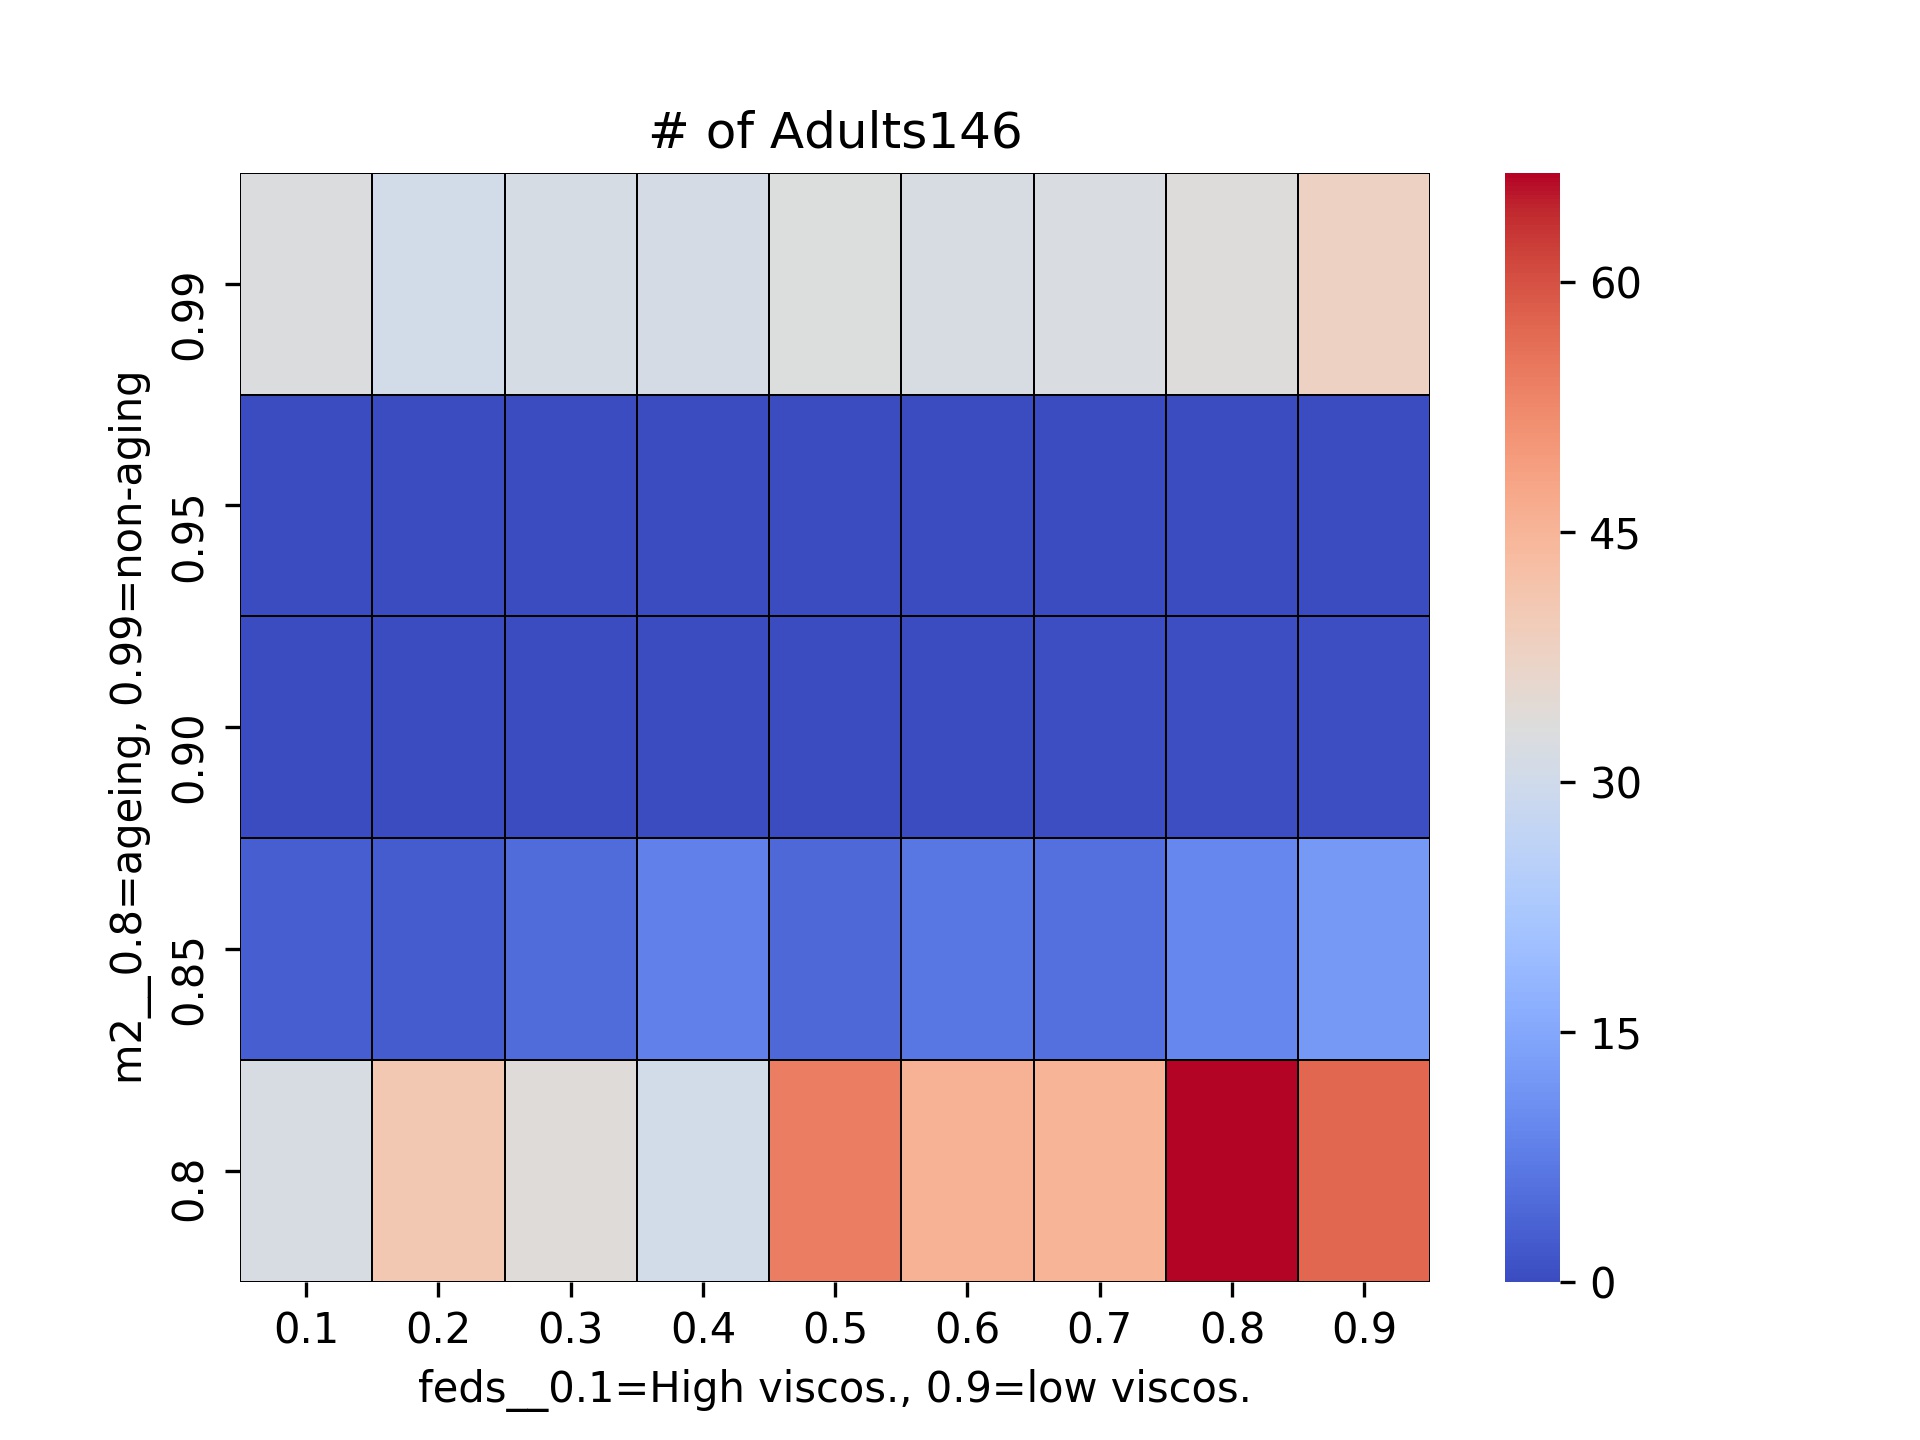 # of Adults146
m2__0.8=ageing, 0.99=non-aging
0.99
0.95
0.90
0.85
0.8
0.1 0.2 0.3 0.4 0.5 0.6 0.7 0.8 0.9
feds__0.1=High viscos., 0.9=low viscos.
60
45
30
15
0